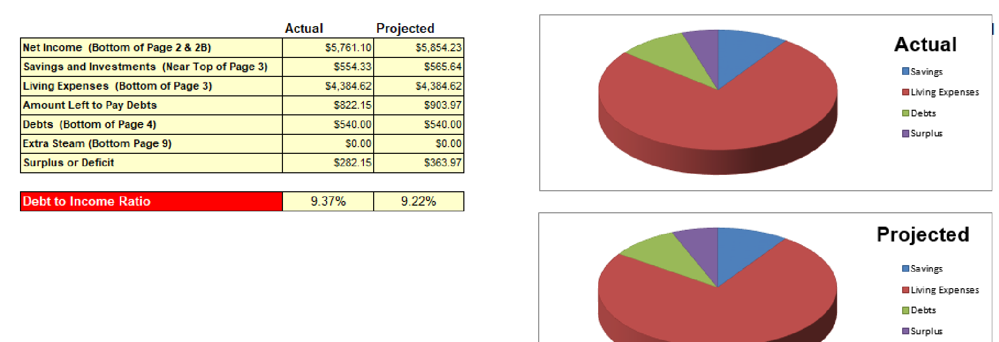 Actual Projected
Net Income (Bottom of Page 2 & 2B) $5,761.10 $5,854.23
Savings and Investments (Near Top of Page 3) $554.33 $565.64
Living Expenses (Bottom of Page 3) $4,384.62 $4,384.62
Amount Left to Pay Debts $822.15 $903.97
Debts (Bottom of Page 4) $540.00 $540.00
Extra Steam (Bottom Page 9) $0.00 $0.00
Surplus or Deficit $282.15 $363.97
Debt to Income Ratio 9.37% 9.22%
Actual
Savings
Living Expenses
Debts
Surplus
Projected
Savings
Living Expenses
Debts
Surplus